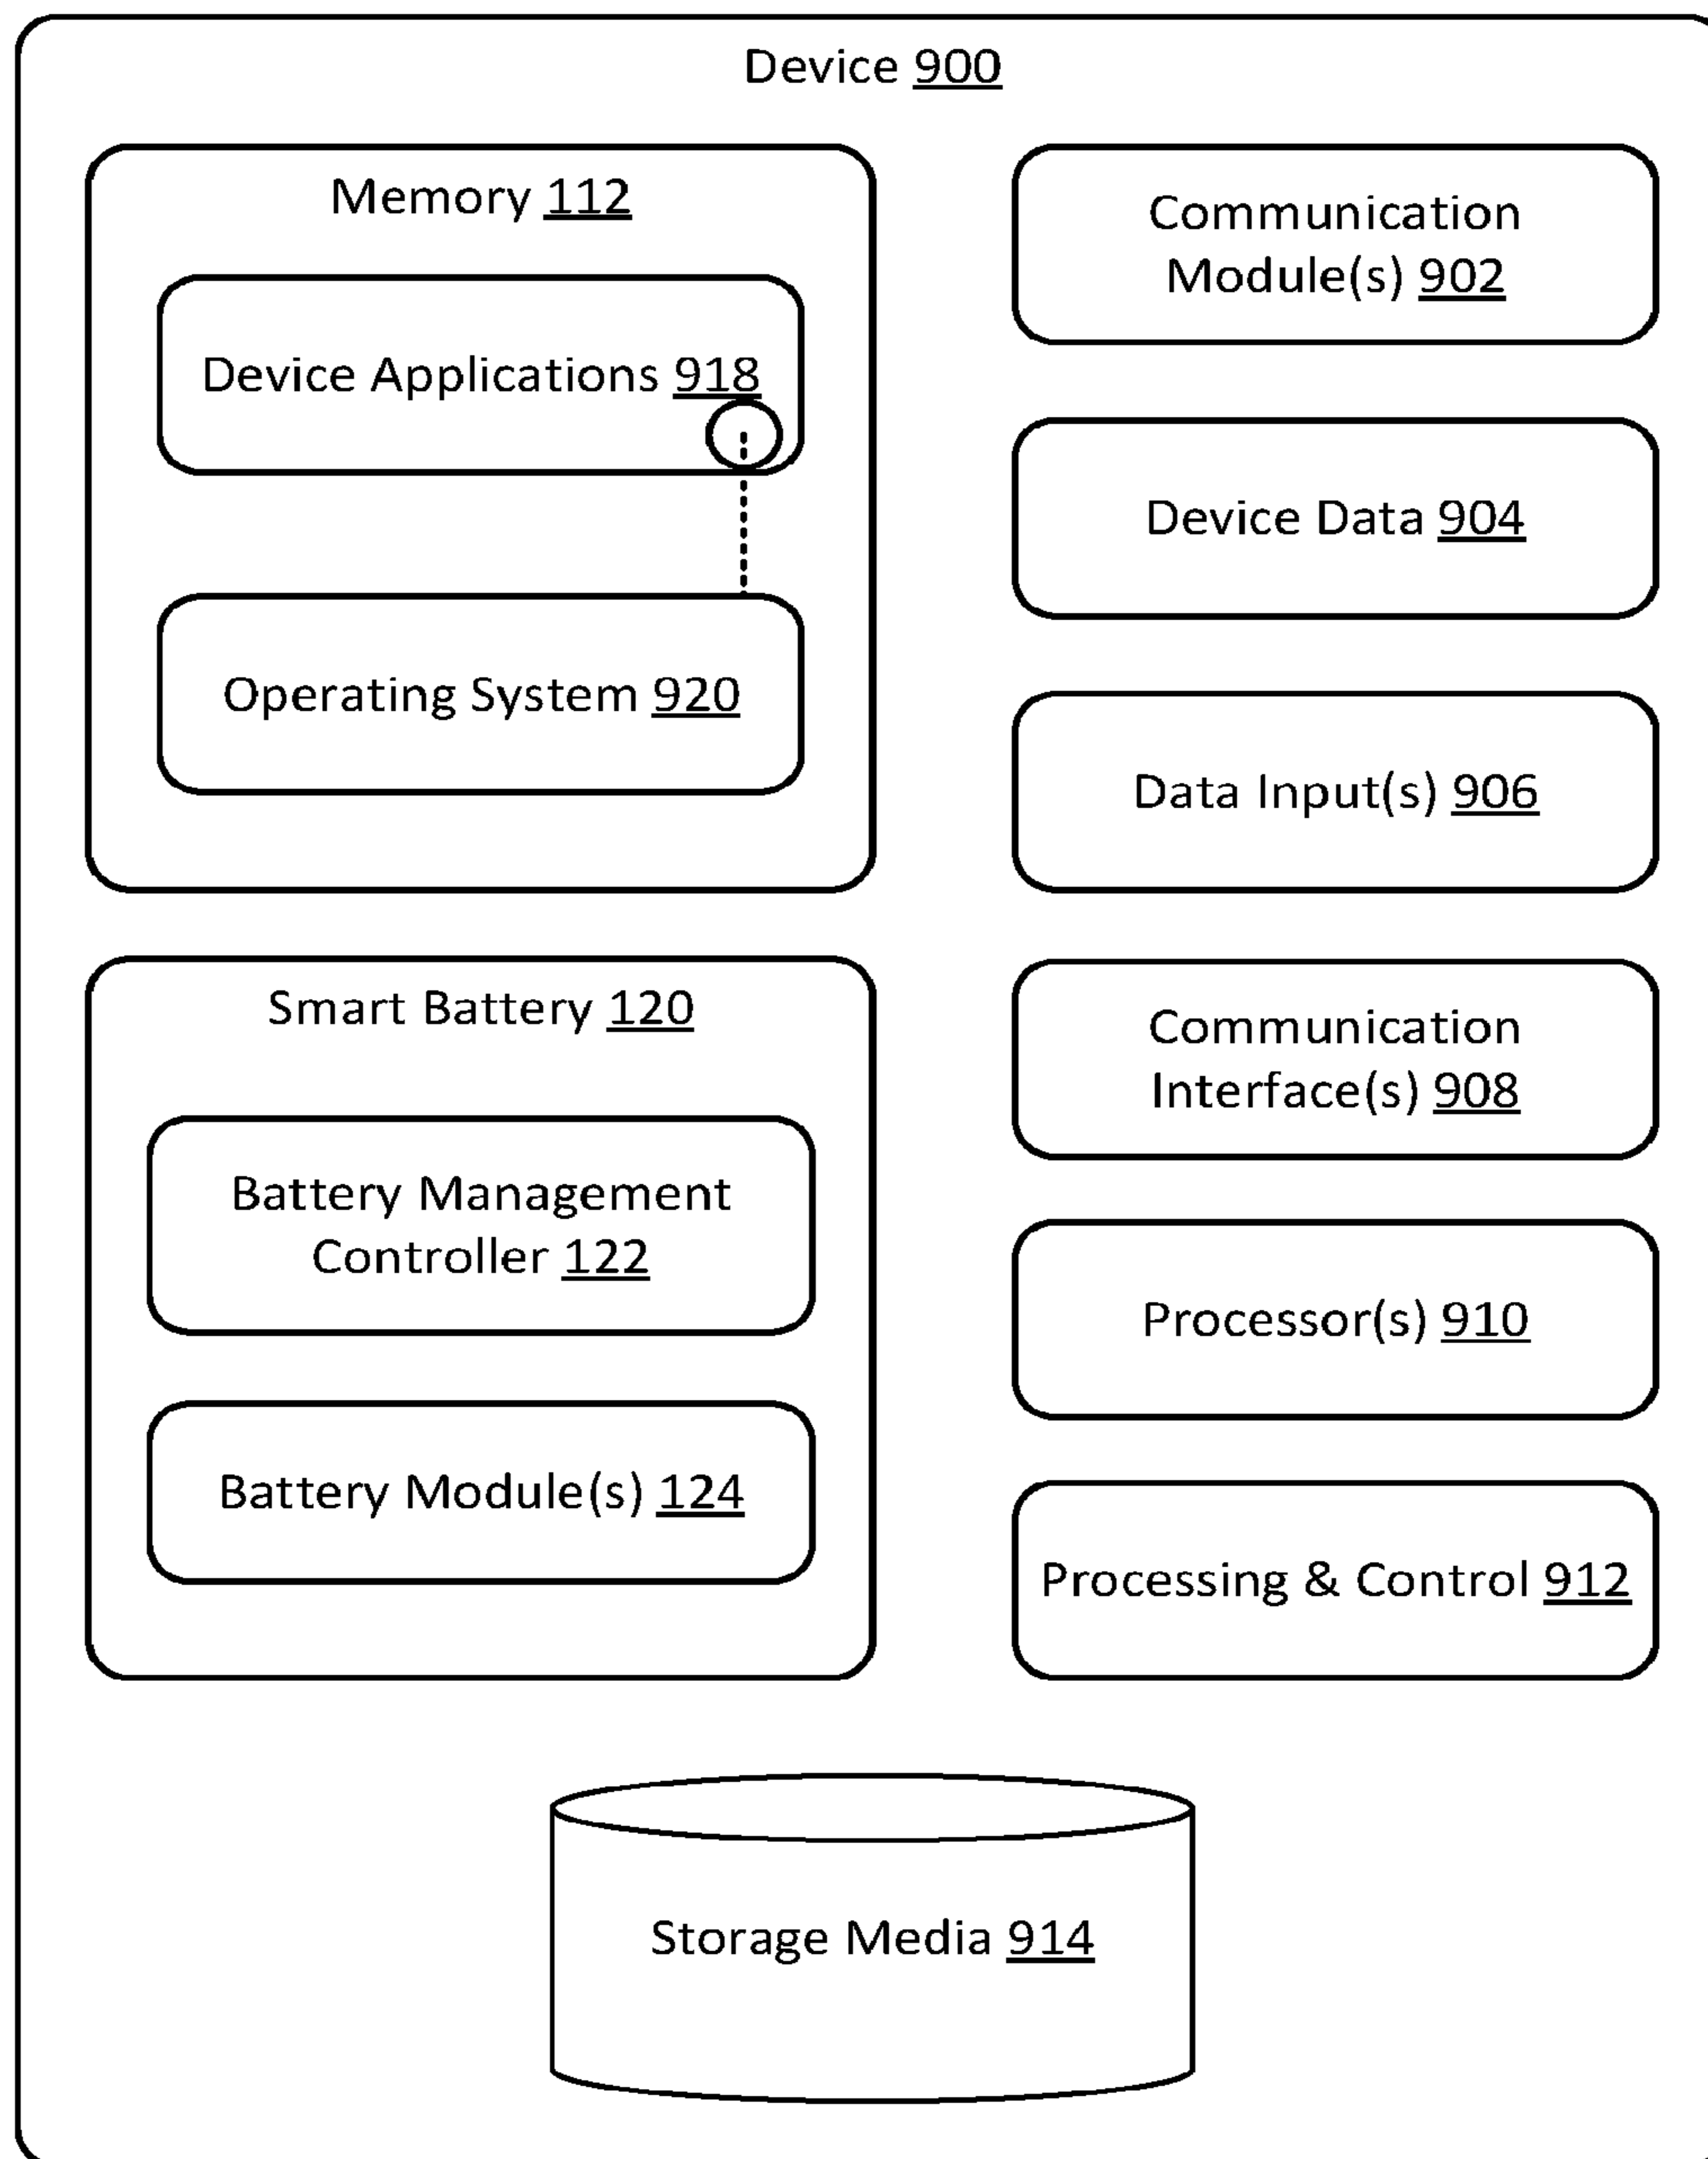 Device 900
Memory 112
Device Applications 918
Operating System 920
Smart Battery 120
Battery Management
Controller 122
Battery Module(s) 124
Communication
Module(s) 902
Device Data 904
Data Input(s) 906
Communication
Interface(s) 908
Processor(s) 910
Processing & Control 912
Storage Media 914